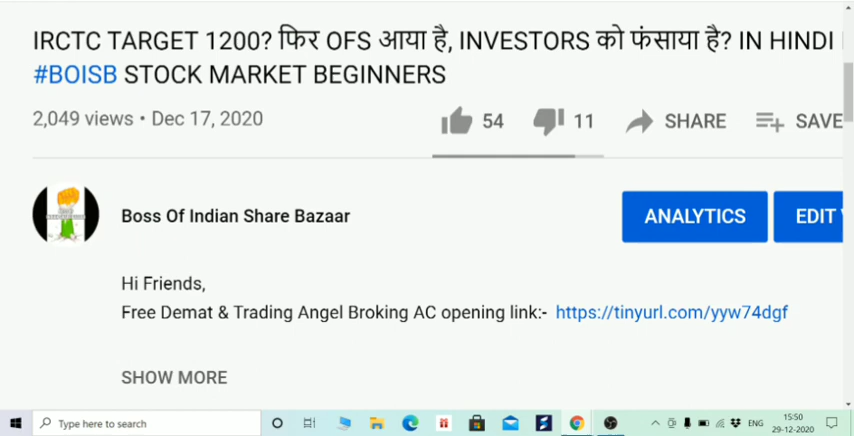 IRCTC TARGET 1200? फिर OFS आया है, INVESTORS को फंसाया है? IN HINDI
#BOISB STOCK MARKET BEGINNERS
2,049 views • Dec 17, 2020
54
11
SHARE
SAVE
Boss Of Indian Share Bazaar
ANALYTICS
EDIT
Hi Friends,
Free Demat & Trading Angel Broking AC opening link:- https://tinyurl.com/yyw74dgf
SHOW MORE
Type here to search
ENG
15:50
29-12-2020